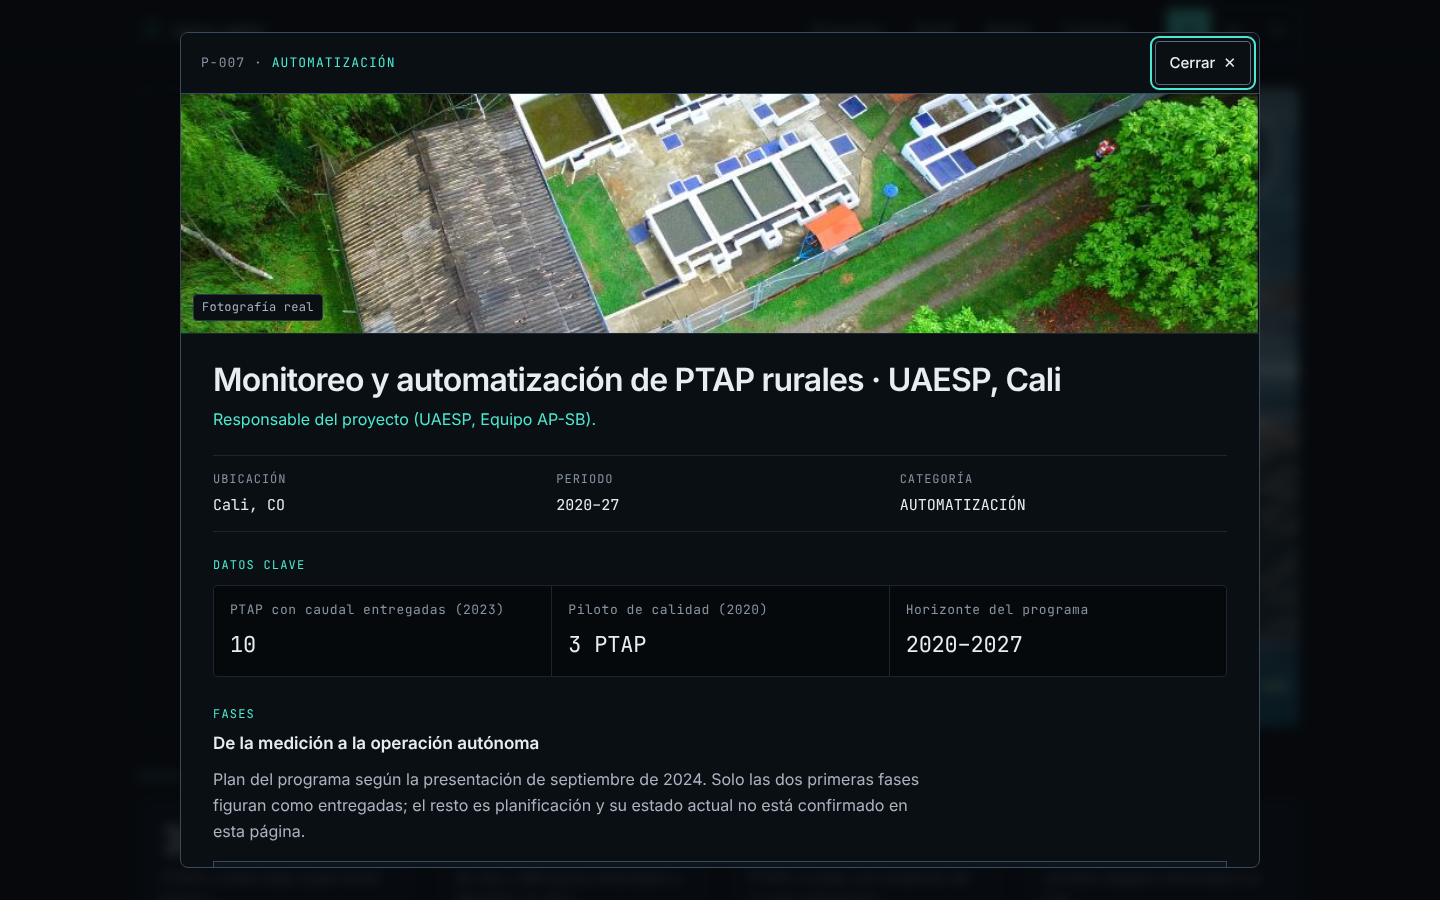 P-007 · AUTOMATIZACIÓN
Cerrar ✕
Fotografía real
Monitoreo y automatización de PTAP rurales · UAESP, Cali
Responsable del proyecto (UAESP, Equipo AP-SB).
UBICACIÓN
Cali, CO
PERIODO
2020–27
CATEGORÍA
AUTOMATIZACIÓN
DATOS CLAVE
PTAP con caudal entregadas (2023)
10
Piloto de calidad (2020)
3 PTAP
Horizonte del programa
2020–2027
FASES
De la medición a la operación autónoma
Plan del programa según la presentación de septiembre de 2024. Solo las dos primeras fases
figuran como entregadas; el resto es planificación y su estado actual no está confirmado en
esta página.